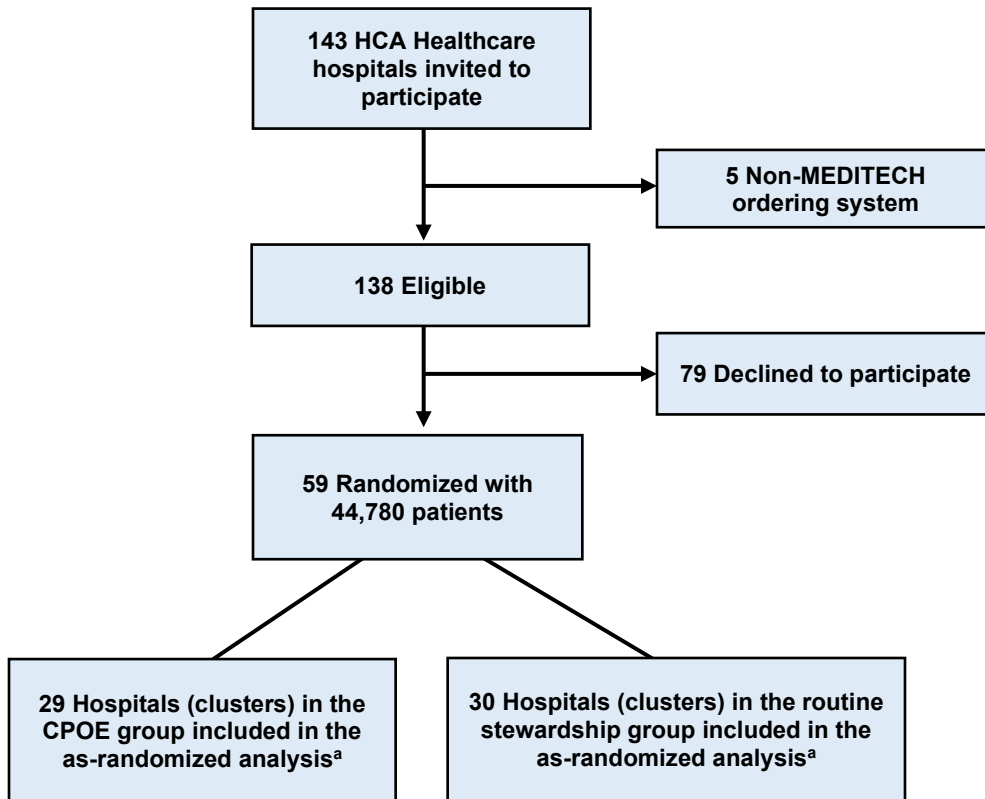 143 HCA Healthcare
hospitals invited to
participate
5 Non-MEDITECH
ordering system
138 Eligible
79 Declined to participate
59 Randomized with
44,780 patients
29 Hospitals (clusters) in the
CPOE group included in the
as-randomized analysisᵃ
30 Hospitals (clusters) in the routine
stewardship group included in the
as-randomized analysisᵃ